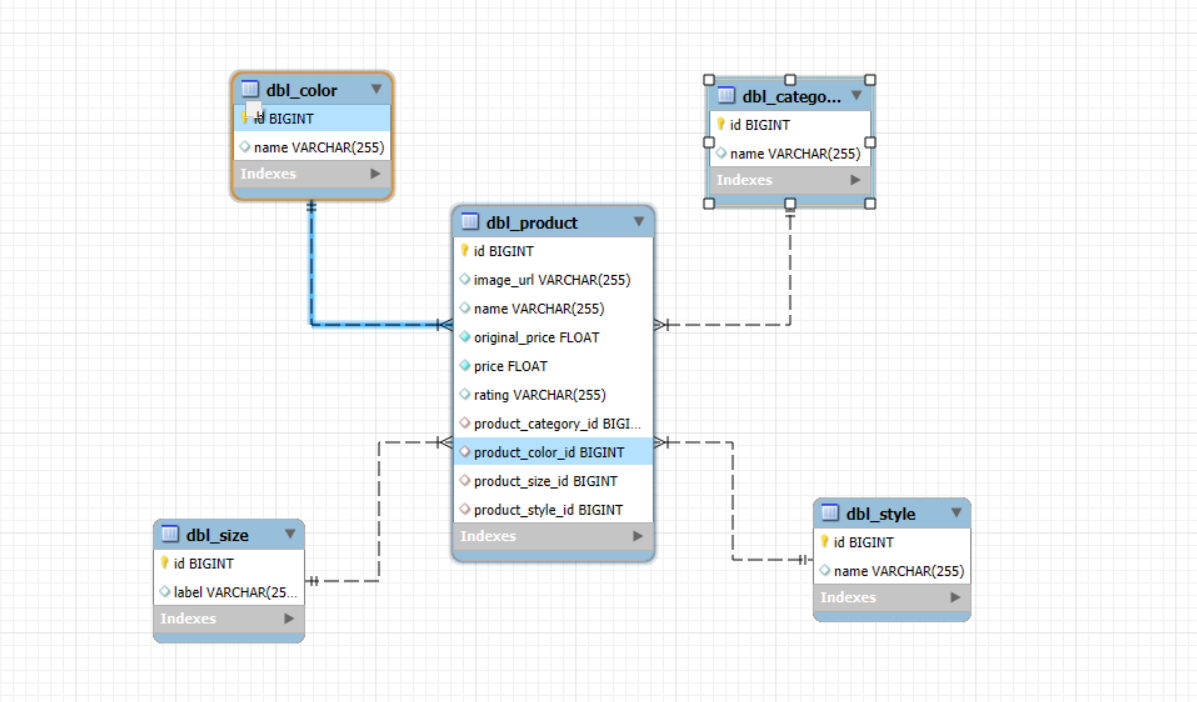 dbl_color
id BIGINT
name VARCHAR(255)
Indexes
dbl_catego...
id BIGINT
name VARCHAR(255)
Indexes
dbl_product
id BIGINT
image_url VARCHAR(255)
name VARCHAR(255)
original_price FLOAT
price FLOAT
rating VARCHAR(255)
product_category_id BIGI...
product_color_id BIGINT
product_size_id BIGINT
product_style_id BIGINT
Indexes
dbl_size
id BIGINT
label VARCHAR(25...
Indexes
dbl_style
id BIGINT
name VARCHAR(255)
Indexes